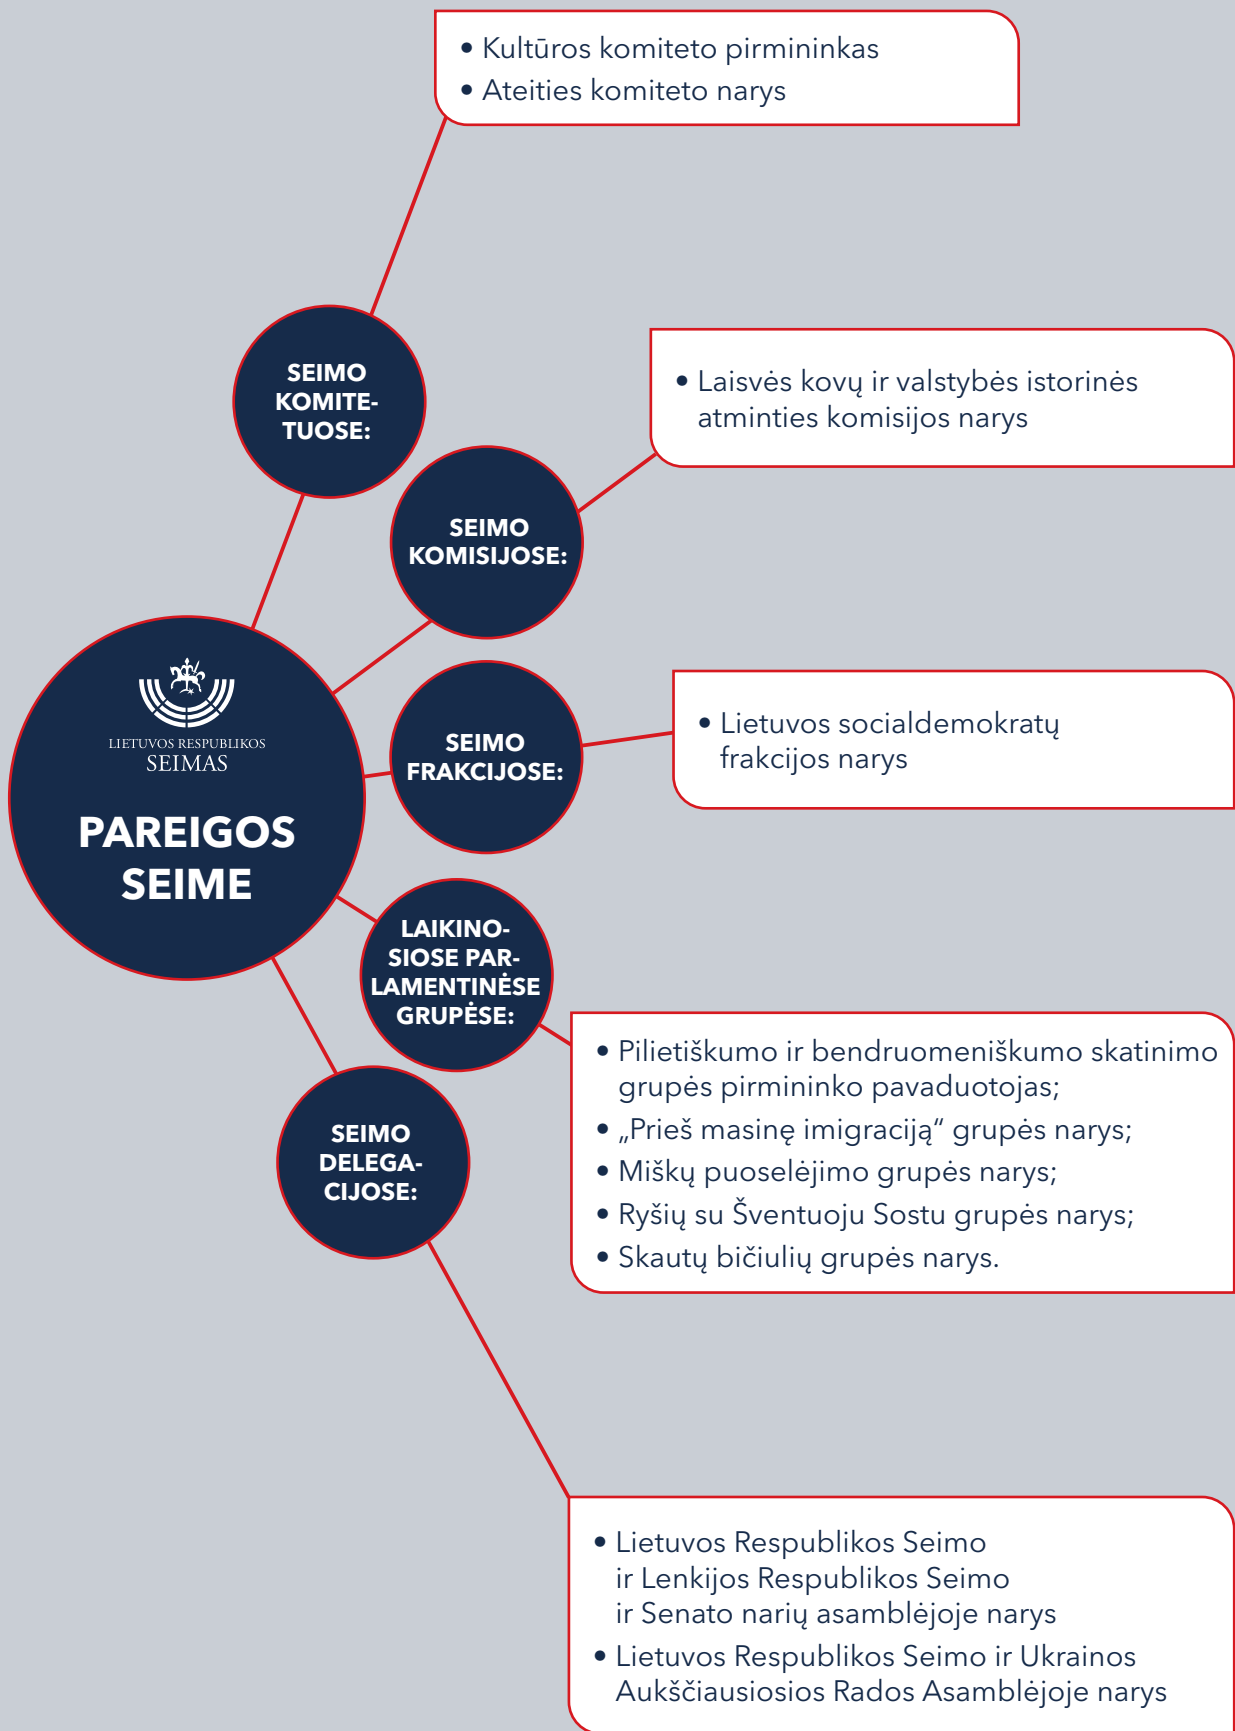 • Kultūros komiteto pirmininkas
• Ateities komiteto narys
SEIMO
KOMITE-
TUOSE:
• Laisvės kovų ir valstybės istorinės
atminties komisijos narys
SEIMO
KOMISIJOSE:
LIETUVOS RESPUBLIKOS
SEIMAS
PAREIGOS
SEIME
SEIMO
FRAKCIJOSE:
• Lietuvos socialdemokratų
frakcijos narys
LAIKINO-
SIOSE PAR-
LAMENTINĖSE
GRUPĖSE:
• Pilietiškumo ir bendruomeniškumo skatinimo
grupės pirmininko pavaduotojas;
• „Prieš masinę imigraciją“ grupės narys;
• Miškų puoselėjimo grupės narys;
• Ryšių su Šventuoju Sostu grupės narys;
• Skautų bičiulių grupės narys.
SEIMO
DELEGA-
CIJOSE:
• Lietuvos Respublikos Seimo
ir Lenkijos Respublikos Seimo
ir Senato narių asamblėjoje narys
• Lietuvos Respublikos Seimo ir Ukrainos
Aukščiausiosios Rados Asamblėjoje narys